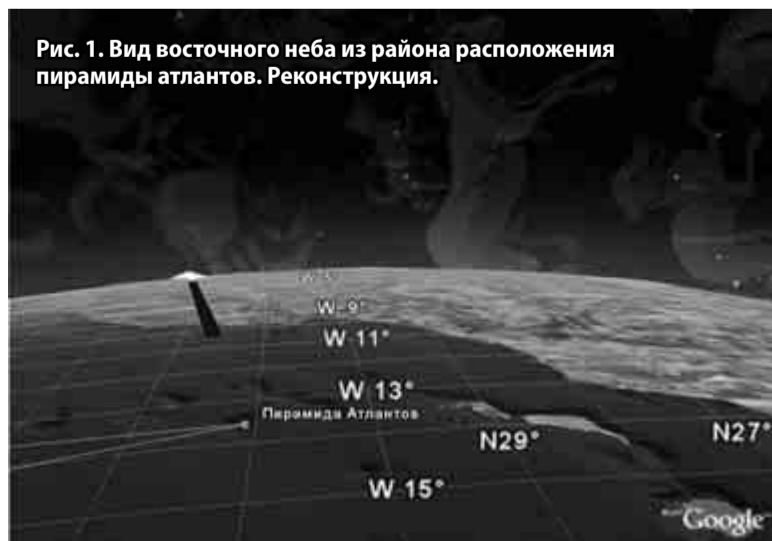 Рис. 1. Вид восточного неба из района расположения
пирамиды атлантов. Реконструкция.
W 9°
W 11°
W 13°
Пирамида Атлантов
N29°
N27°
W 15°
Google